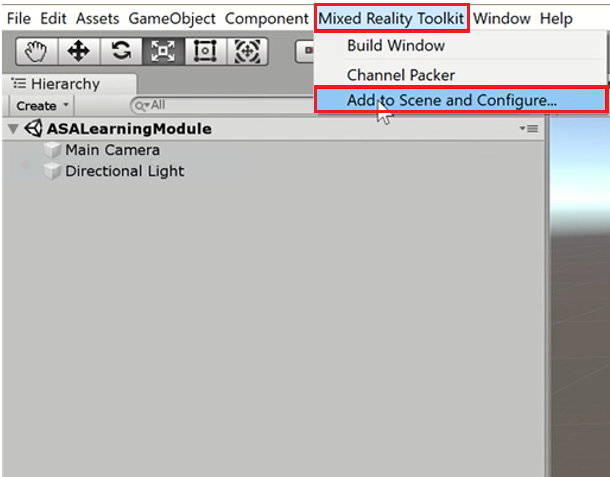 File Edit Assets GameObject Component Mixed Reality Toolkit Window Help
Build Window
Channel Packer
Add to Scene and Configure...
Hierarchy
Create All
ASALearningModule
Main Camera
Directional Light